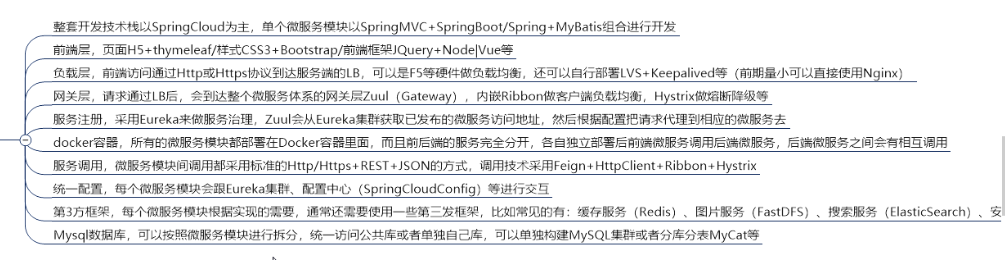 整套开发技术栈以SpringCloud为主，单个微服务模块以SpringMVC+SpringBoot/Spring+MyBatis组合进行开发
前端层，页面H5+thymeleaf/样式CSS3+Bootstrap/前端框架JQuery+Node|Vue等
负载层，前端访问通过Http或Https协议到达服务端的LB，可以是F5等硬件做负载均衡，还可以自行部署LVS+Keepalived等（前期量小可以直接使用Nginx）
网关层，请求通过LB后，会到达整个微服务体系的网关层Zuul（Gateway），内嵌Ribbon做客户端负载均衡，Hystrix做熔断降级等
服务注册，采用Eureka来做服务治理，Zuul会从Eureka集群获取已发布的微服务访问地址，然后根据配置把请求代理到相应的微服务去
docker容器，所有的微服务模块都部署在Docker容器里面，而且前后端的服务完全分开，各自独立部署后前端微服务调用后端微服务，后端微服务之间会有相互调用
服务调用，微服务模块间调用都采用标准的Http/Https+REST+JSON的方式，调用技术采用Feign+HttpClient+Ribbon+Hystrix
统一配置，每个微服务模块会跟Eureka集群、配置中心（SpringCloudConfig）等进行交互
第3方框架，每个微服务模块根据实现的需要，通常还需要使用一些第三发框架，比如常见的有：缓存服务（Redis）、图片服务（FastDFS）、搜索服务（ElasticSearch）、安
Mysql数据库，可以按照微服务模块进行拆分，统一访问公共库或者单独自己库，可以单独构建MySQL集群或者分库分表MyCat等